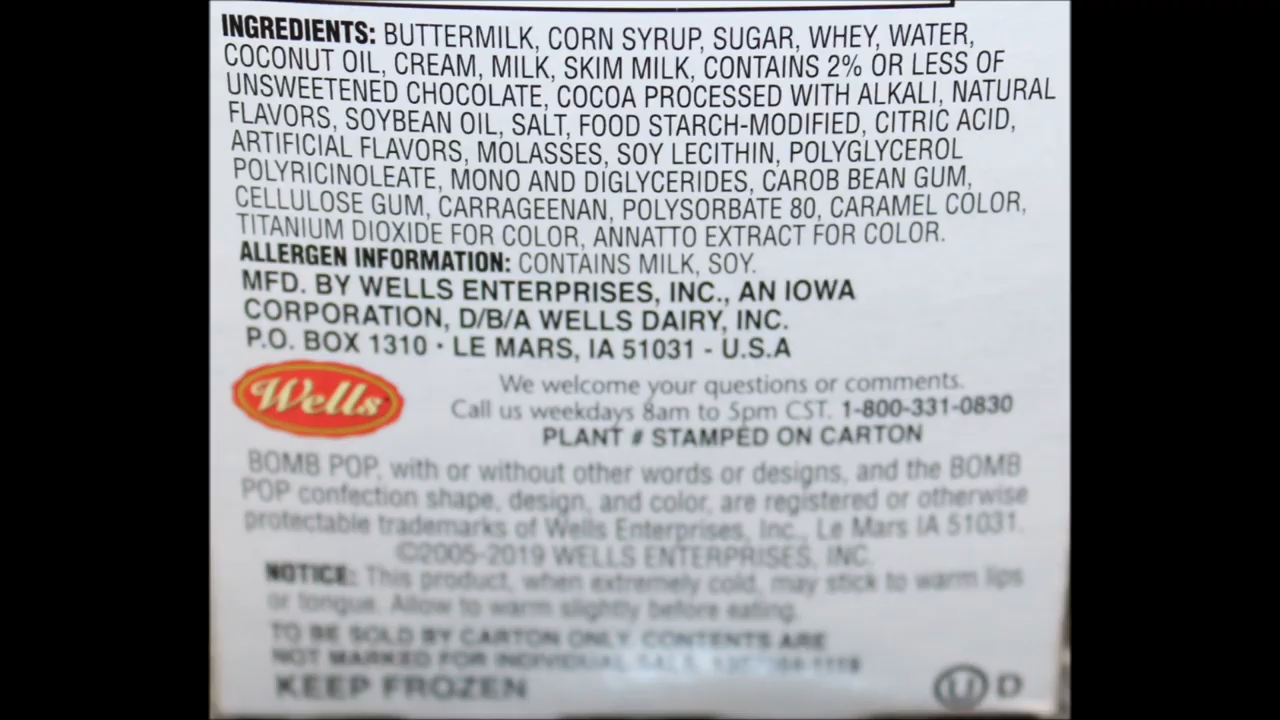 INGREDIENTS: BUTTERMILK, CORN SYRUP, SUGAR, WHEY, WATER,
COCONUT OIL, CREAM, MILK, SKIM MILK, CONTAINS 2% OR LESS OF
UNSWEETENED CHOCOLATE, COCOA PROCESSED WITH ALKALI, NATURAL
FLAVORS, SOYBEAN OIL, SALT, FOOD STARCH-MODIFIED, CITRIC ACID,
ARTIFICIAL FLAVORS, MOLASSES, SOY LECITHIN, POLYGLYCEROL
POLYRICINOLEATE, MONO AND DIGLYCERIDES, CAROB BEAN GUM,
CELLULOSE GUM, CARRAGEENAN, POLYSORBATE 80, CARAMEL COLOR,
TITANIUM DIOXIDE FOR COLOR, ANNATTO EXTRACT FOR COLOR.
ALLERGEN INFORMATION: CONTAINS MILK, SOY.
MFD. BY WELLS ENTERPRISES, INC., AN IOWA
CORPORATION, D/B/A WELLS DAIRY, INC.
P.O. BOX 1310 · LE MARS, IA 51031 - U.S.A
Wells
We welcome your questions or comments.
Call us weekdays 8am to 5pm CST. 1-800-331-0830
PLANT # STAMPED ON CARTON
BOMB POP, with or without other words or designs, and the BOMB
POP confection shape, design, and color, are registered or otherwise
protectable trademarks of Wells Enterprises, Inc., Le Mars IA 51031.
©2005-2019 WELLS ENTERPRISES, INC.
NOTICE: This product, when extremely cold, may stick to warm lips
or tongue. Allow to warm slightly before eating.
TO BE SOLD BY CARTON ONLY. CONTENTS ARE
NOT MARKED FOR INDIVIDUAL SALE.
KEEP FROZEN
U D